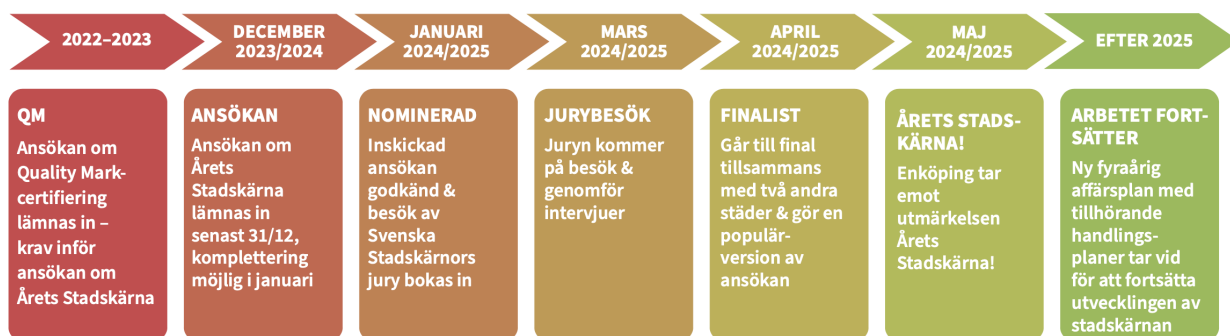 2022–2023
DECEMBER
2023/2024
JANUARI
2024/2025
MARS
2024/2025
APRIL
2024/2025
MAJ
2024/2025
EFTER 2025
QM
Ansökan om
Quality Mark-
certifiering
lämnas in –
krav inför
ansökan om
Årets Stadskärna
ANSÖKAN
Ansökan om
Årets
Stadskärna
lämnas in
senast 31/12,
komplettering
möjlig i januari
NOMINERAD
Inskickad
ansökan
godkänd &
besök av
Svenska
Stadskärnors
jury bokas in
JURYBESÖK
Juryn kommer
på besök &
genomför
intervjuer
FINALIST
Går till final
tillsammans
med två andra
städer & gör en
populär-
version av
ansökan
ÅRETS STADS-
KÄRNA!
Enköping tar
emot
utmärkelsen
Årets
Stadskärna!
ARBETET FORT-
SÄTTER
Ny fyraårig
affärsplan med
tillhörande
handlings-
planer tar vid
för att fortsätta
utvecklingen av
stadskärnan